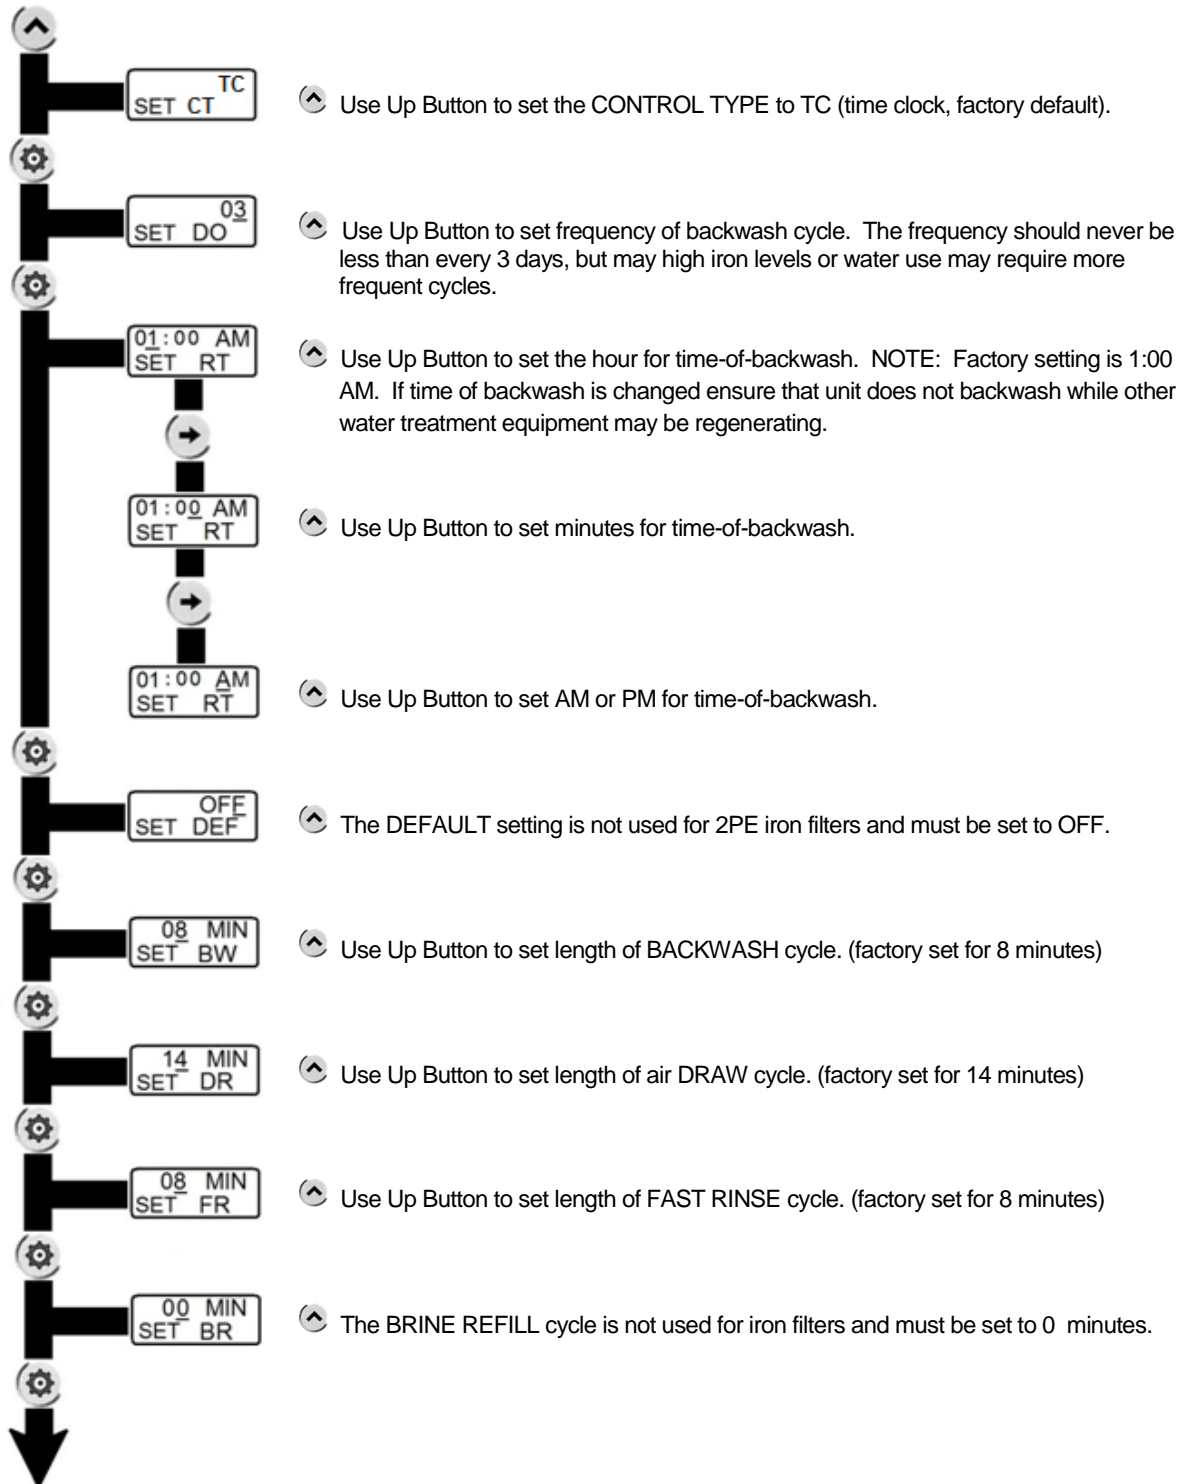 TC
SET CT
Use Up Button to set the CONTROL TYPE to TC (time clock, factory default).
03
SET DO
Use Up Button to set frequency of backwash cycle. The frequency should never be
less than every 3 days, but may high iron levels or water use may require more
frequent cycles.
01:00 AM
SET RT
Use Up Button to set the hour for time-of-backwash. NOTE: Factory setting is 1:00
AM. If time of backwash is changed ensure that unit does not backwash while other
water treatment equipment may be regenerating.
01:00 AM
SET RT
Use Up Button to set minutes for time-of-backwash.
01:00 AM
SET RT
Use Up Button to set AM or PM for time-of-backwash.
OFF
SET DEF
The DEFAULT setting is not used for 2PE iron filters and must be set to OFF.
08 MIN
SET BW
Use Up Button to set length of BACKWASH cycle. (factory set for 8 minutes)
14 MIN
SET DR
Use Up Button to set length of air DRAW cycle. (factory set for 14 minutes)
08 MIN
SET FR
Use Up Button to set length of FAST RINSE cycle. (factory set for 8 minutes)
00 MIN
SET BR
The BRINE REFILL cycle is not used for iron filters and must be set to 0 minutes.